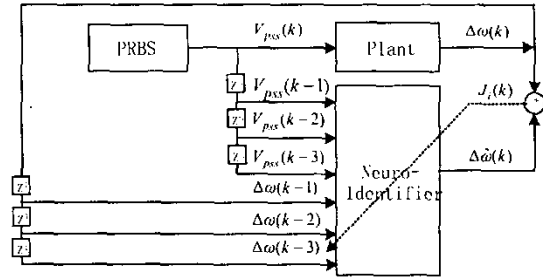 V_pss(k)
PRBS
Plant
Δω(k)
V_pss(k−1)
J_i(k)
V_pss(k−2)
V_pss(k−3)
Neuro-
Identifier
Δω̂(k)
Δω(k−1)
Δω(k−2)
Δω(k−3)